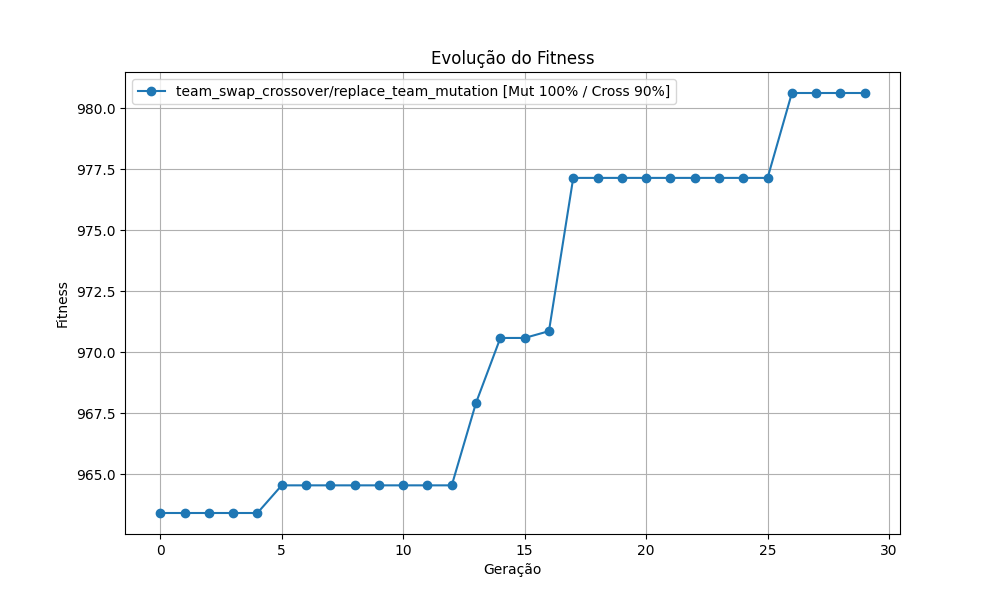 Evolução do Fitness
team_swap_crossover/replace_team_mutation [Mut 100% / Cross 90%]
980.0
977.5
975.0
972.5
970.0
967.5
965.0
Fitness
0 5 10 15 20 25 30
Geração